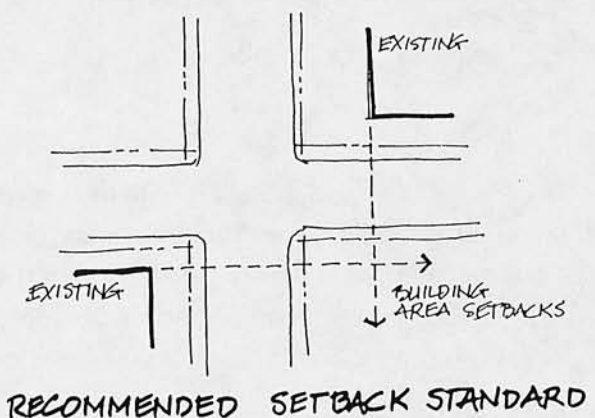 EXISTING
EXISTING
BUILDING
AREA SETBACKS
RECOMMENDED SETBACK STANDARD